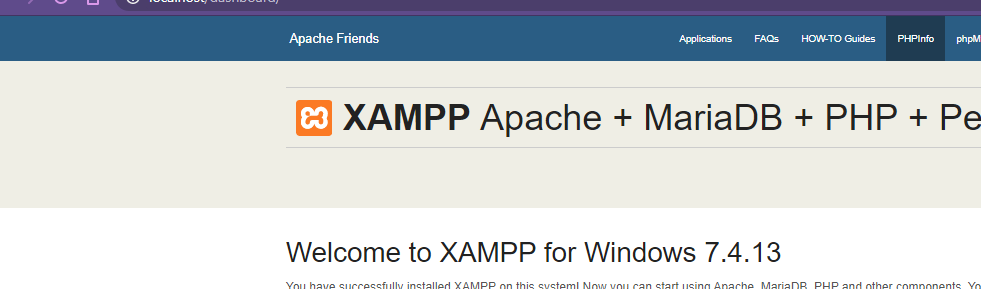 localhost/dashboard/
Apache Friends
Applications FAQs HOW-TO Guides PHPInfo phpM
XAMPP Apache + MariaDB + PHP + Pe
Welcome to XAMPP for Windows 7.4.13
You have successfully installed XAMPP on this system! Now you can start using Apache, MariaDB, PHP and other components. Yo